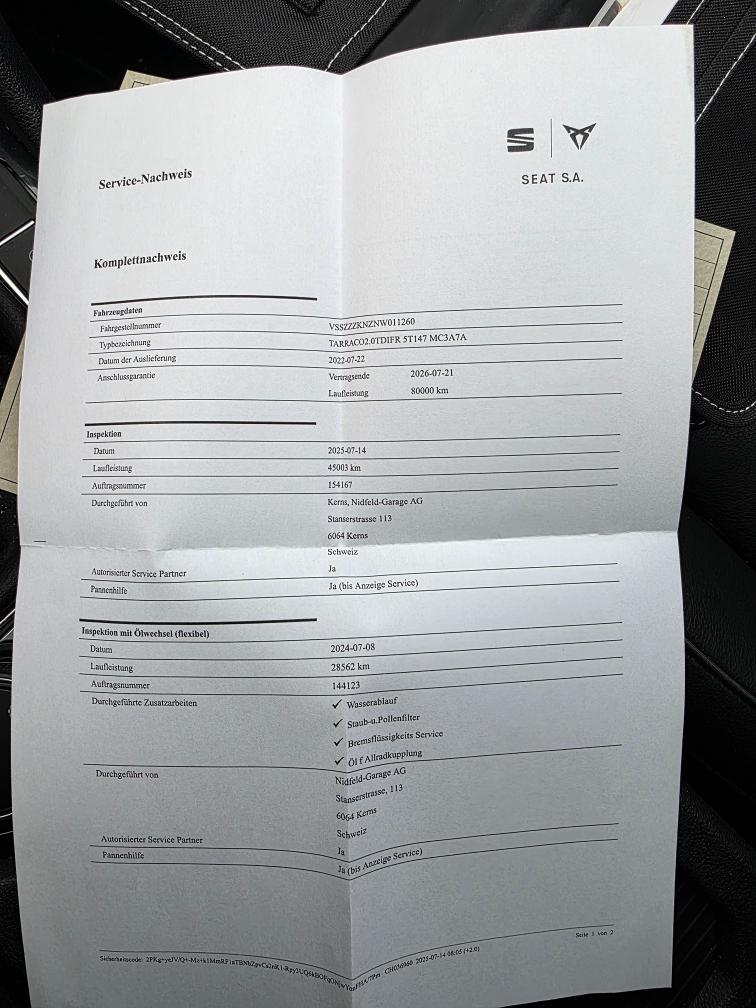 SEAT S.A.
Service-Nachweis
Komplettnachweis
Fahrzeugdaten
Fahrgestellnummer VSSZZZKNZNW011260
Typbezeichnung TARRACO2.0TDIFR 5T147 MC3A7A
Datum der Auslieferung 2022-07-22
Anschlussgarantie Vertragsende 2026-07-21
Laufleistung 80000 km
Inspektion
Datum 2025-07-14
Laufleistung 45003 km
Auftragsnummer 154167
Durchgeführt von Kerns, Nidfeld-Garage AG
Stanserstrasse 113
6064 Kerns
Schweiz
Autorisierter Service Partner Ja
Pannenhilfe Ja (bis Anzeige Service)
Inspektion mit Ölwechsel (flexibel)
Datum 2024-07-08
Laufleistung 28562 km
Auftragsnummer 144123
Durchgeführte Zusatzarbeiten ✓ Wasserablauf
✓ Staub-u.Pollenfilter
✓ Bremsflüssigkeits Service
✓ Öl f Allradkupplung
Durchgeführt von Nidfeld-Garage AG
Stanserstrasse, 113
6064 Kerns
Schweiz
Autorisierter Service Partner Ja
Pannenhilfe Ja (bis Anzeige Service)
Seite 1 von 2
Sicherheitscode: CH036960 2025-07-14 08:05 (+2.0)